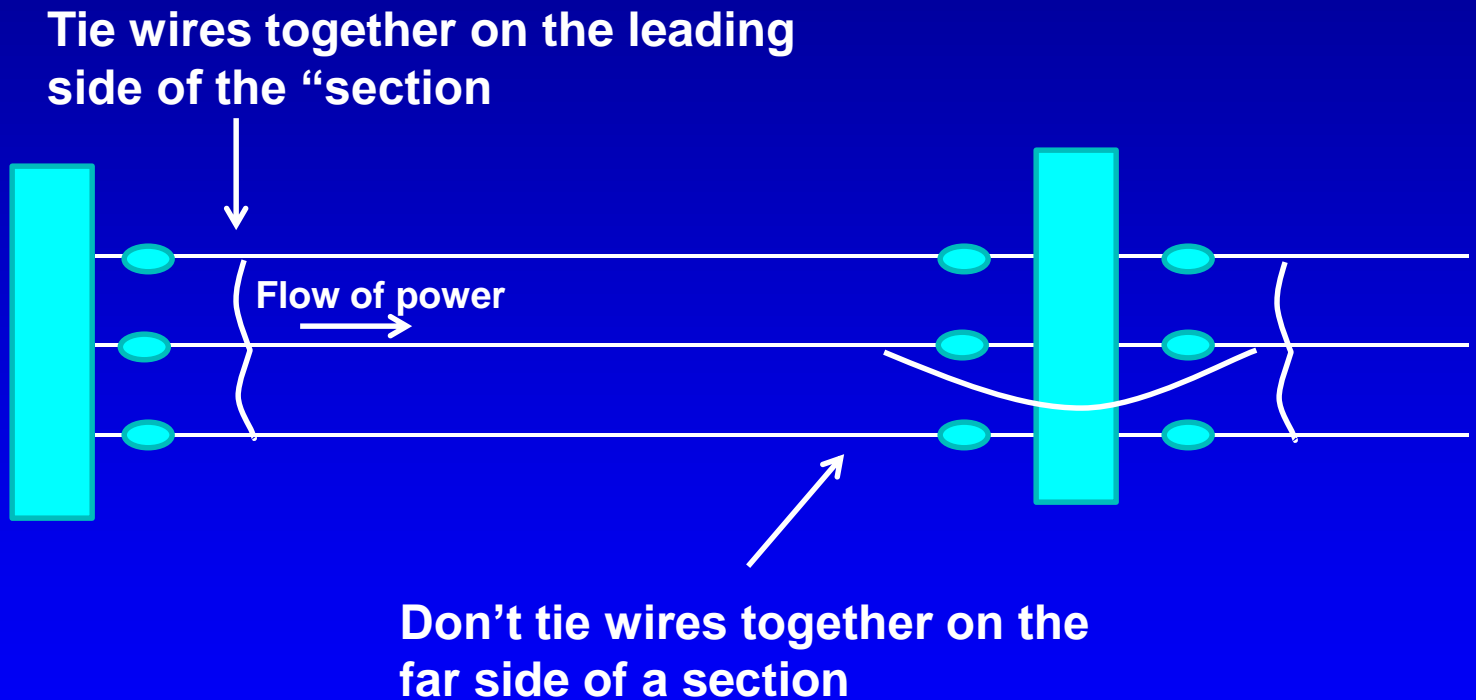 Tie wires together on the leading
side of the “section
Flow of power
Don’t tie wires together on the
far side of a section